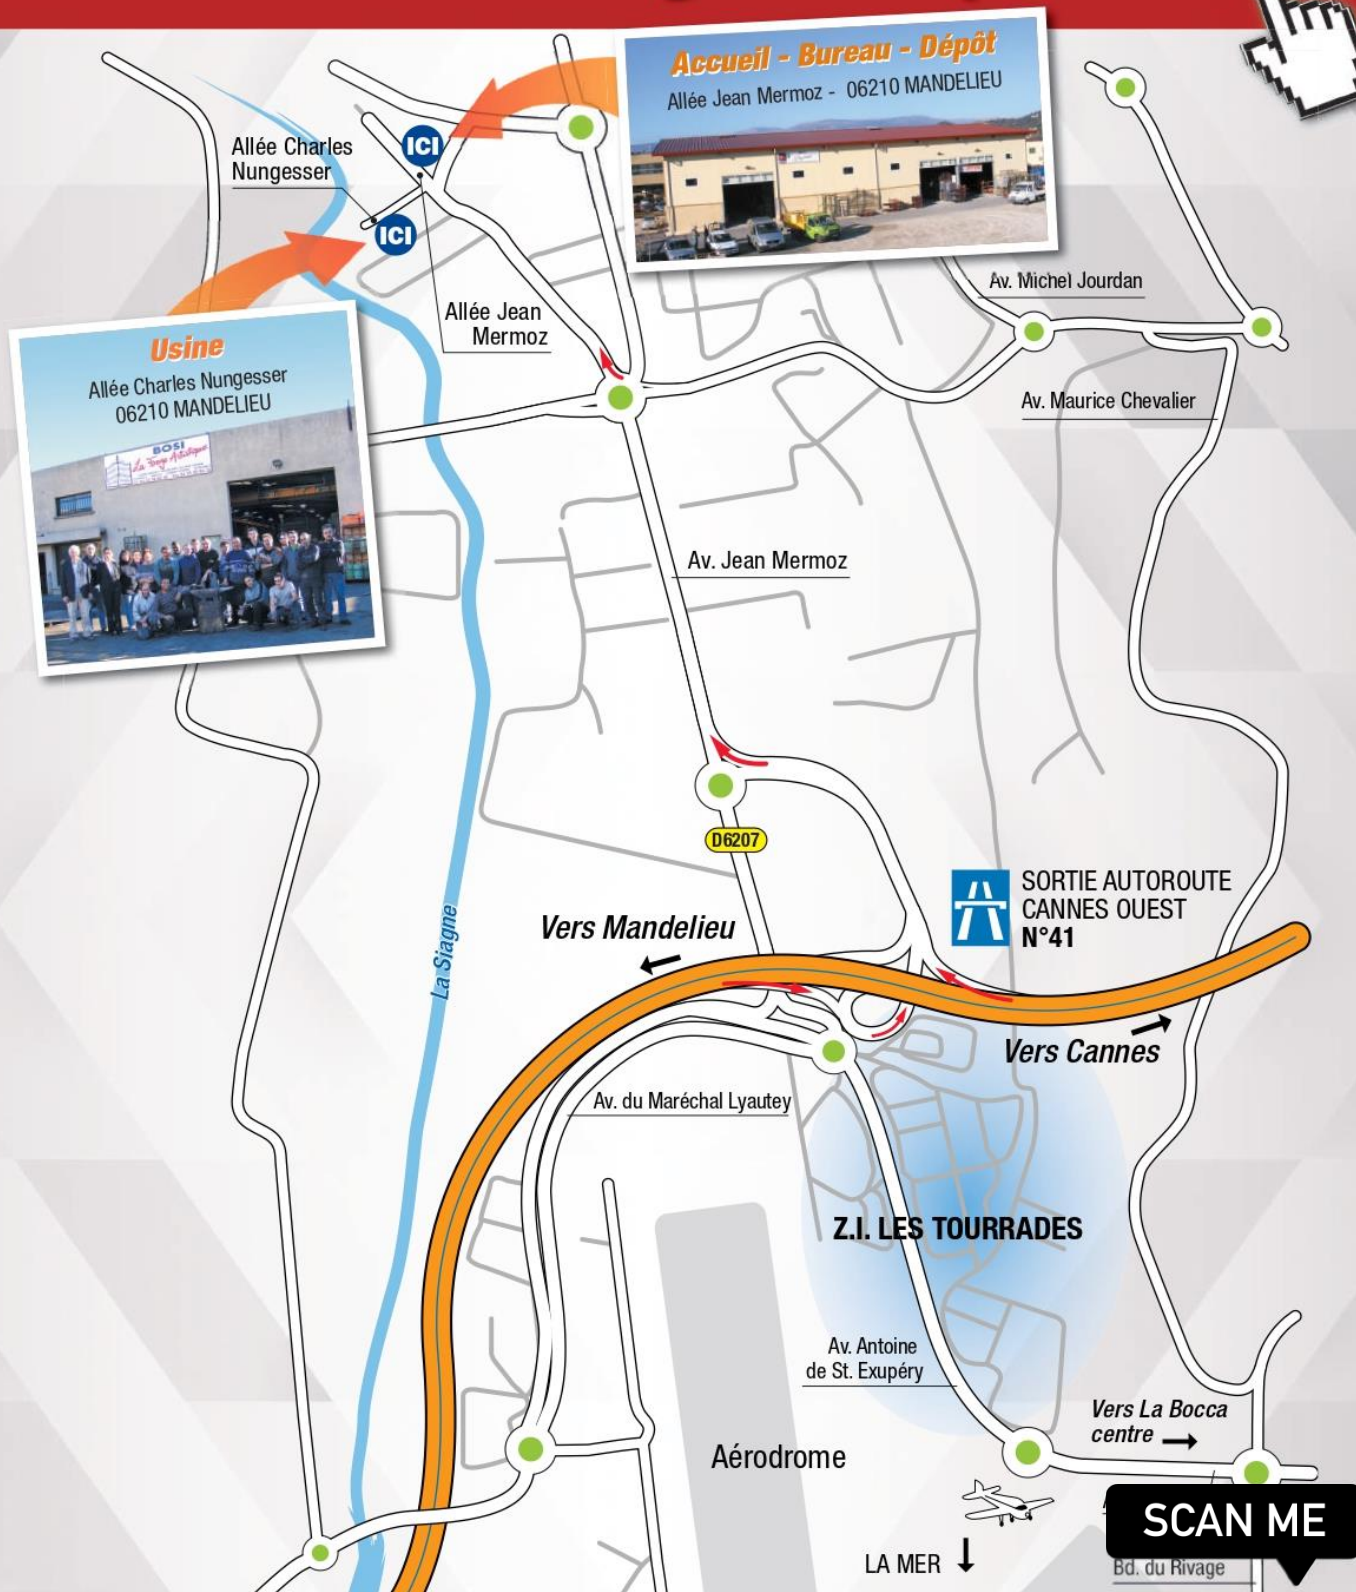 Accueil - Bureau - Dépôt
Allée Jean Mermoz - 06210 MANDELIEU
Allée Charles
Nungesser
ICI
ICI
Allée Jean
Mermoz
Av. Michel Jourdan
Av. Maurice Chevalier
Usine
Allée Charles Nungesser
06210 MANDELIEU
BOSI
La Forge Artistique
Av. Jean Mermoz
D6207
SORTIE AUTOROUTE
CANNES OUEST
N°41
Vers Mandelieu
La Siagne
Vers Cannes
Av. du Maréchal Lyautey
Z.I. LES TOURRADES
Av. Antoine
de St. Exupéry
Vers La Bocca
centre
Aérodrome
SCAN ME
LA MER
Bd. du Rivage